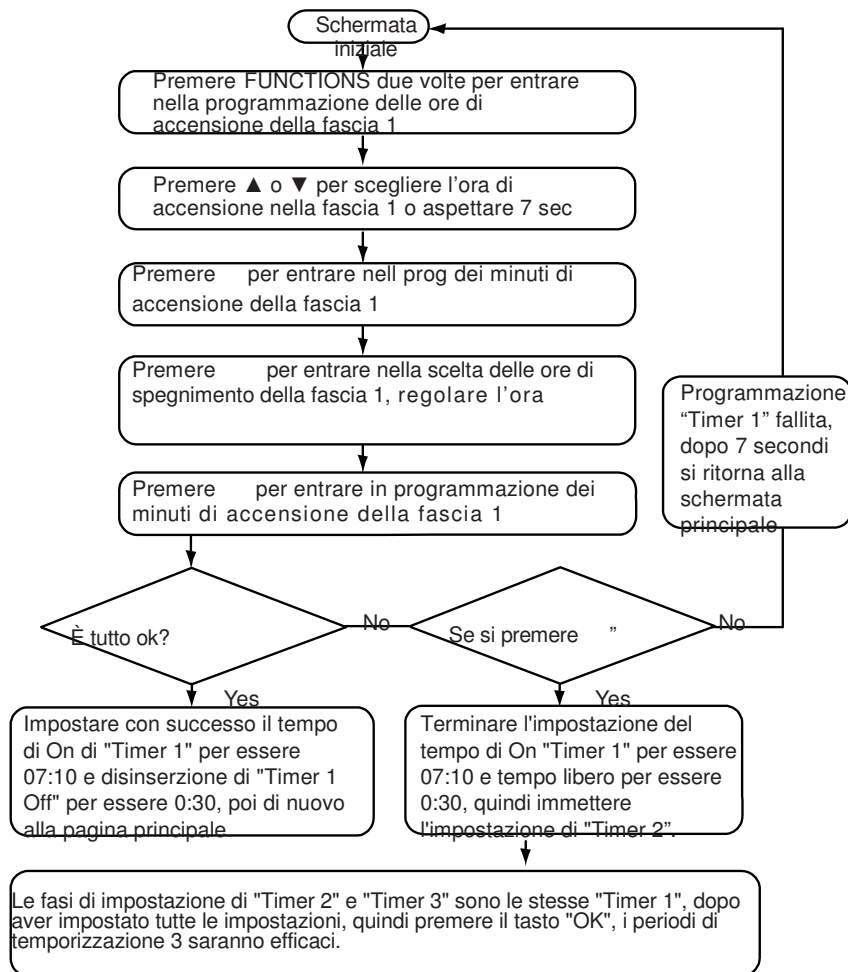 Schermata
iniziale
Premere FUNCTIONS due volte per entrare
nella programmazione delle ore di
accensione della fascia 1
Premere ▲ o ▼ per scegliere l'ora di
accensione nella fascia 1 o aspettare 7 sec
Premere per entrare nell prog dei minuti di
accensione della fascia 1
Premere per entrare nella scelta delle ore di
spegnimento della fascia 1, regolare l'ora
Premere per entrare in programmazione dei
minuti di accensione della fascia 1
Programmazione
“Timer 1” fallita,
dopo 7 secondi
si ritorna alla
schermata
principale
È tutto ok?
No
Se si premere ”
No
Yes
Yes
Impostare con successo il tempo
di On di "Timer 1" per essere
07:10 e disinserzione di "Timer 1
Off" per essere 0:30, poi di nuovo
alla pagina principale.
Terminare l'impostazione del
tempo di On "Timer 1" per essere
07:10 e tempo libero per essere
0:30, quindi immettere
l'impostazione di "Timer 2”.
Le fasi di impostazione di "Timer 2" e "Timer 3" sono le stesse "Timer 1", dopo
aver impostato tutte le impostazioni, quindi premere il tasto "OK", i periodi di
temporizzazione 3 saranno efficaci.